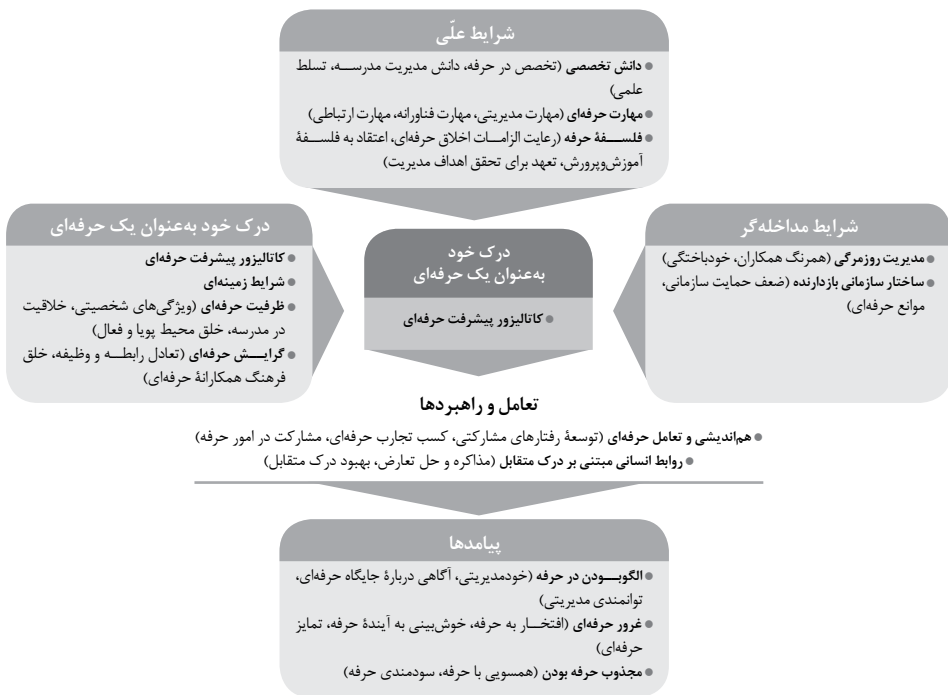 شرایط علّی
● دانش تخصصی (تخصص در حرفه، دانش مدیریت مدرســه، تسلط
علمی)
● مهارت حرفه‌ای (مهارت مدیریتی، مهارت فناورانه، مهارت ارتباطی)
● فلســفۀ حرفه (رعایت الزامــات اخلاق حرفه‌ای، اعتقاد به فلســفۀ
آموزش‌وپرورش، تعهد برای تحقق اهداف مدیریت)
شرایط مداخله‌گر
● مدیریت روزمرگی (همرنگ همکاران، خودباختگی)
● ساختار سازمانی بازدارنده (ضعف حمایت سازمانی،
موانع حرفه‌ای)
درک خود
به‌عنوان یک حرفه‌ای
● کاتالیزور پیشرفت حرفه‌ای
درک خود به‌عنوان یک حرفه‌ای
● کاتالیزور پیشرفت حرفه‌ای
● شرایط زمینه‌ای
● ظرفیت حرفه‌ای (ویژگی‌های شخصیتی، خلاقیت
در مدرسه، خلق محیط پویا و فعال)
● گرایــش حرفه‌ای (تعادل رابطــه و وظیفه، خلق
فرهنگ همکارانۀ حرفه‌ای)
تعامل و راهبردها
● هم‌اندیشی و تعامل حرفه‌ای (توسعۀ رفتارهای مشارکتی، کسب تجارب حرفه‌ای، مشارکت در امور حرفه)
● روابط انسانی مبتنی بر درک متقابل (مذاکره و حل تعارض، بهبود درک متقابل)
پیامدها
● الگوبــودن در حرفه (خودمدیریتی، آگاهی دربارۀ جایگاه حرفه‌ای،
توانمندی مدیریتی)
● غرور حرفه‌ای (افتخــار به حرفه، خوش‌بینی به آیندۀ حرفه، تمایز
حرفه‌ای)
● مجذوب حرفه بودن (همسویی با حرفه، سودمندی حرفه)